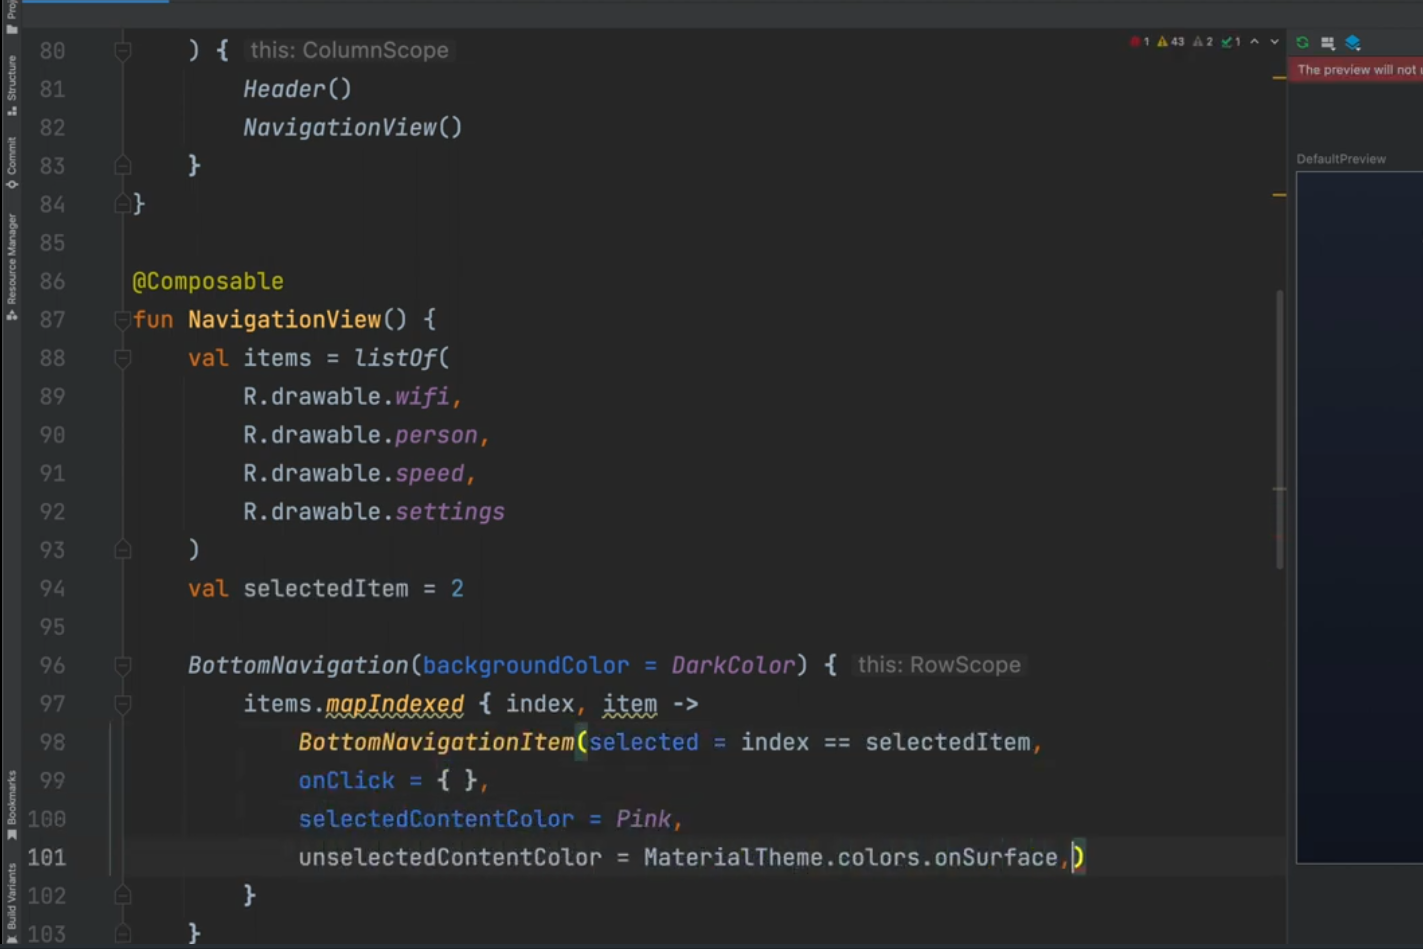 Proj
Structure
Commit
Resource Manager
Bookmarks
Build Variants
1 43 2 1
The preview will not
DefaultPreview
80 ) { this: ColumnScope
81 Header()
82 NavigationView()
83 }
84 }
85
86 @Composable
87 fun NavigationView() {
88 val items = listOf(
89 R.drawable.wifi,
90 R.drawable.person,
91 R.drawable.speed,
92 R.drawable.settings
93 )
94 val selectedItem = 2
95
96 BottomNavigation(backgroundColor = DarkColor) { this: RowScope
97 items.mapIndexed { index, item ->
98 BottomNavigationItem(selected = index == selectedItem,
99 onClick = { },
100 selectedContentColor = Pink,
101 unselectedContentColor = MaterialTheme.colors.onSurface,)
102 }
103 }